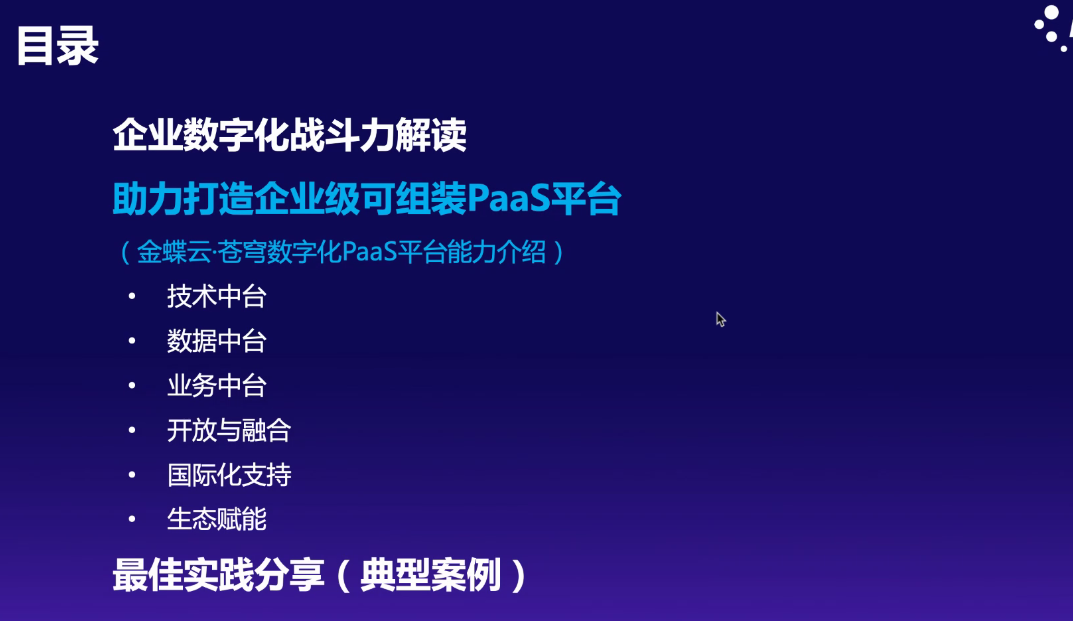 目录
企业数字化战斗力解读
助力打造企业级可组装PaaS平台
（金蝶云·苍穹数字化PaaS平台能力介绍）
• 技术中台
• 数据中台
• 业务中台
• 开放与融合
• 国际化支持
• 生态赋能
最佳实践分享（典型案例）